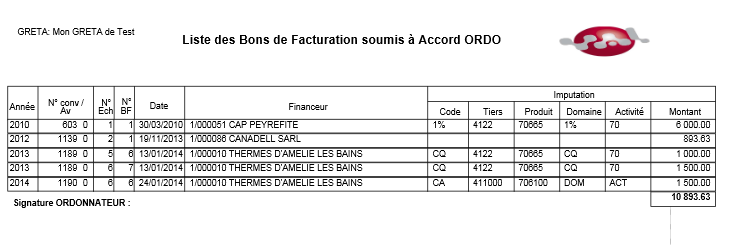 GRETA: Mon GRETA de Test
Liste des Bons de Facturation soumis à Accord ORDO
Année N° conv / Av N° Ech N° BF Date Financeur Imputation
Code Tiers Produit Domaine Activité Montant
2010 603 0 1 1 30/03/2010 1/000051 CAP PEYREFITE 1% 4122 70665 1% 70 6 000.00
2012 1139 0 2 1 19/11/2013 1/000086 CANADELL SARL 893.63
2013 1189 0 5 6 13/01/2014 1/000010 THERMES D'AMELIE LES BAINS CQ 4122 70665 CQ 70 1 000.00
2013 1189 0 6 7 13/01/2014 1/000010 THERMES D'AMELIE LES BAINS CQ 4122 70665 CQ 70 1 500.00
2014 1190 0 6 6 24/01/2014 1/000010 THERMES D'AMELIE LES BAINS CA 411000 706100 DOM ACT 1 500.00
10 893.63
Signature ORDONNATEUR :